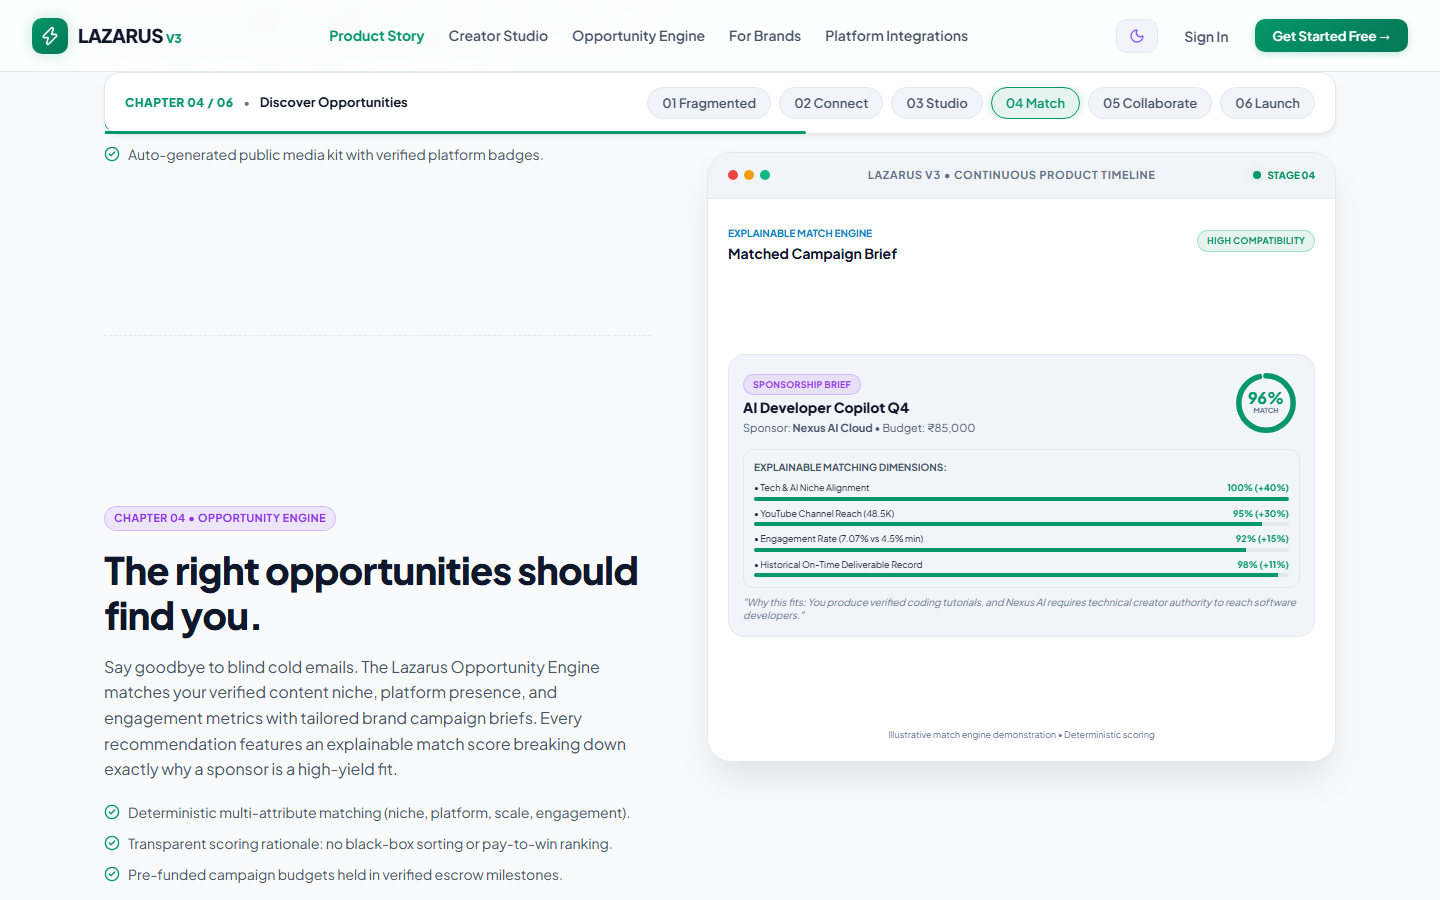 LAZARUS V3
Product Story
Creator Studio
Opportunity Engine
For Brands
Platform Integrations
Sign In
Get Started Free →
CHAPTER 04 / 06 • Discover Opportunities
01 Fragmented
02 Connect
03 Studio
04 Match
05 Collaborate
06 Launch
Auto-generated public media kit with verified platform badges.
CHAPTER 04 • OPPORTUNITY ENGINE
The right opportunities should
find you.
Say goodbye to blind cold emails. The Lazarus Opportunity Engine
matches your verified content niche, platform presence, and
engagement metrics with tailored brand campaign briefs. Every
recommendation features an explainable match score breaking down
exactly why a sponsor is a high-yield fit.
Deterministic multi-attribute matching (niche, platform, scale, engagement).
Transparent scoring rationale: no black-box sorting or pay-to-win ranking.
Pre-funded campaign budgets held in verified escrow milestones.
LAZARUS V3 • CONTINUOUS PRODUCT TIMELINE
STAGE 04
EXPLAINABLE MATCH ENGINE
Matched Campaign Brief
HIGH COMPATIBILITY
SPONSORSHIP BRIEF
AI Developer Copilot Q4
Sponsor: Nexus AI Cloud • Budget: ₹85,000
96%
MATCH
EXPLAINABLE MATCHING DIMENSIONS:
• Tech & AI Niche Alignment 100% (+40%)
• YouTube Channel Reach (48.5K) 95% (+30%)
• Engagement Rate (7.07% vs 4.5% min) 92% (+15%)
• Historical On-Time Deliverable Record 98% (+11%)
"Why this fits: You produce verified coding tutorials, and Nexus AI requires technical creator authority to reach software
developers."
Illustrative match engine demonstration • Deterministic scoring